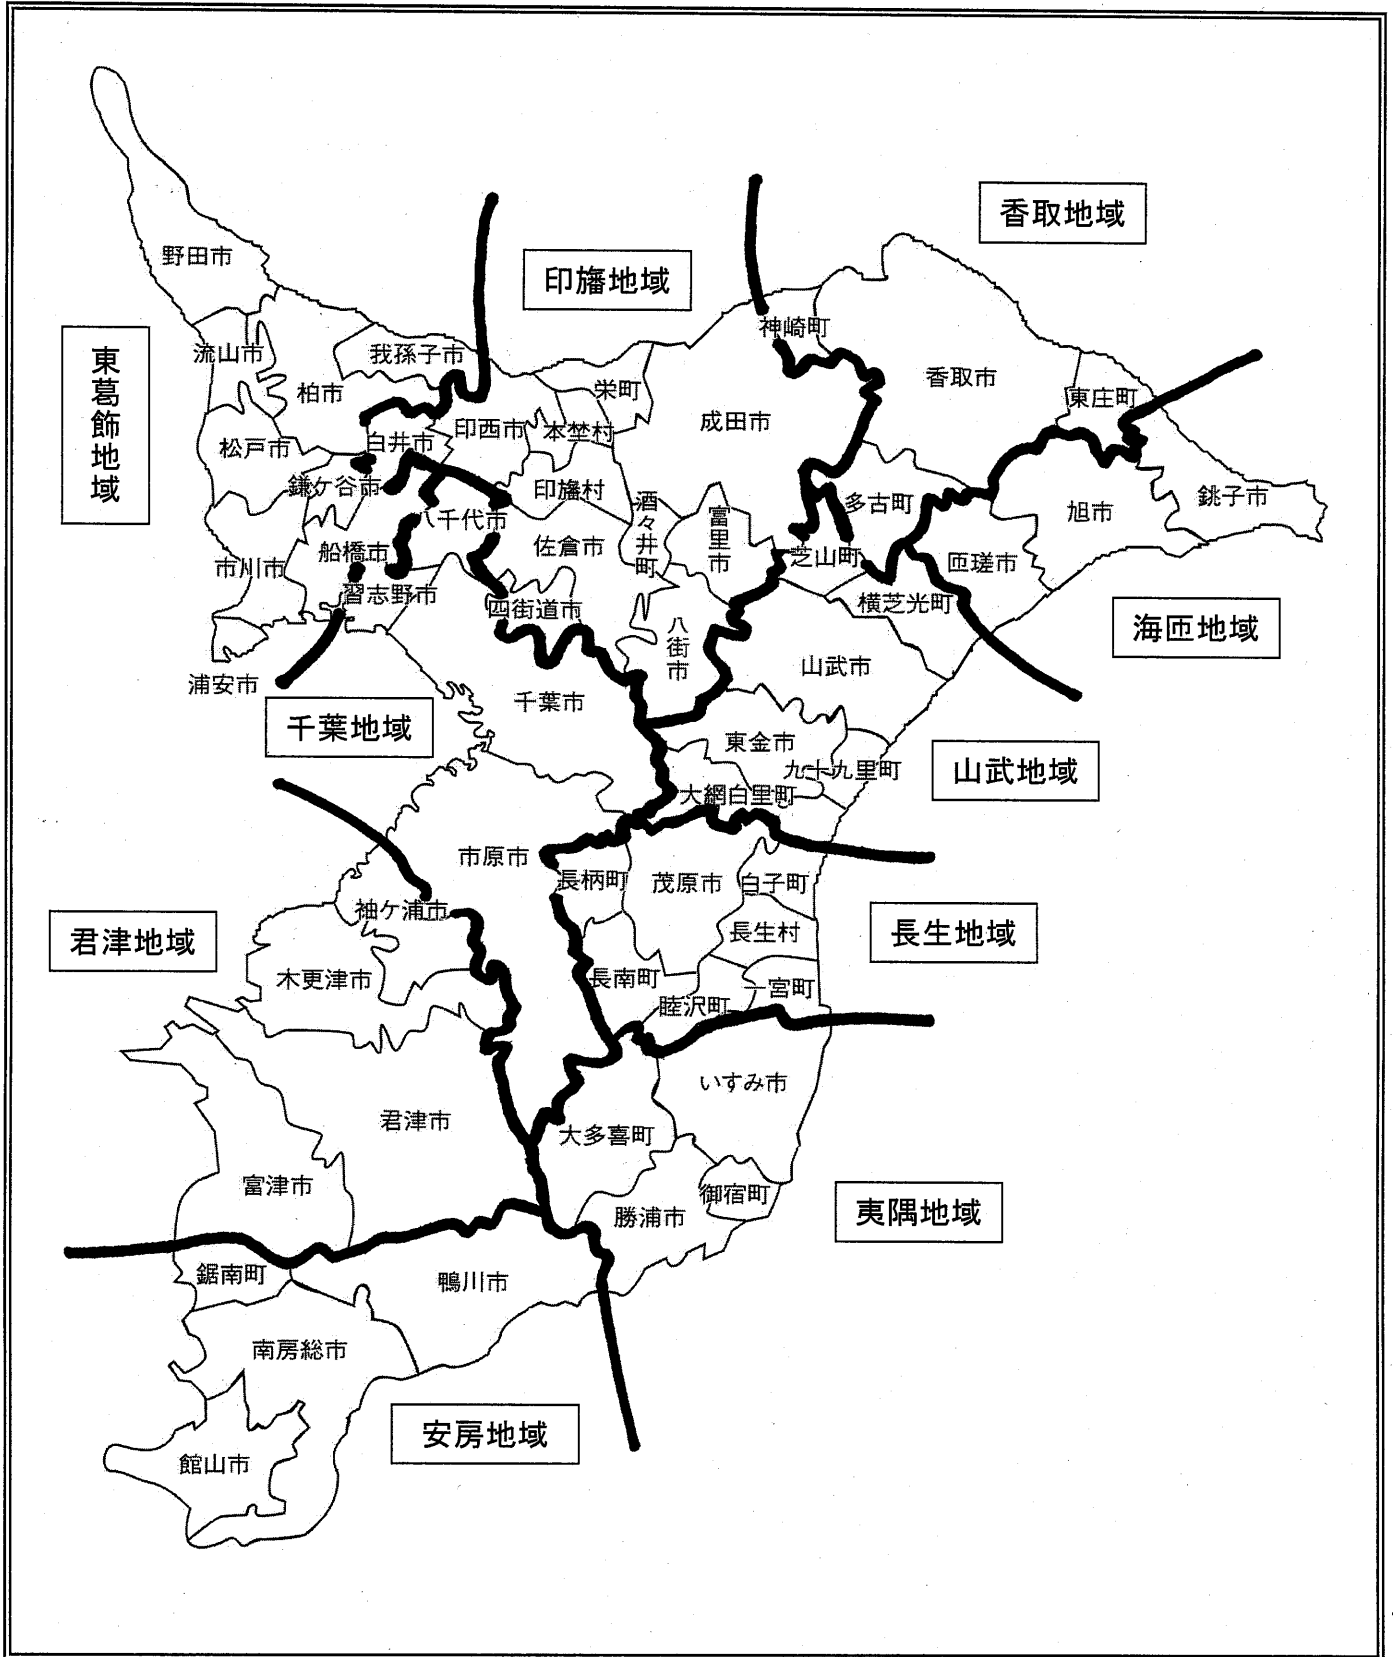 香取地域
野田市
印旛地域
神崎町
東葛飾地域
流山市
我孫子市
柏市
栄町
香取市
東庄町
成田市
松戸市
白井市
印西市
本埜村
鎌ケ谷市
印旛村
酒々井町
富里市
多古町
旭市
銚子市
八千代市
佐倉市
船橋市
市川市
芝山町
匝瑳市
習志野市
四街道市
横芝光町
海匝地域
八街市
山武市
浦安市
千葉市
千葉地域
東金市
九十九里町
山武地域
大網白里町
市原市
長柄町
茂原市
白子町
袖ケ浦市
君津地域
長生村
長生地域
木更津市
長南町
一宮町
睦沢町
いすみ市
君津市
大多喜町
富津市
御宿町
勝浦市
夷隅地域
鋸南町
鴨川市
南房総市
安房地域
館山市